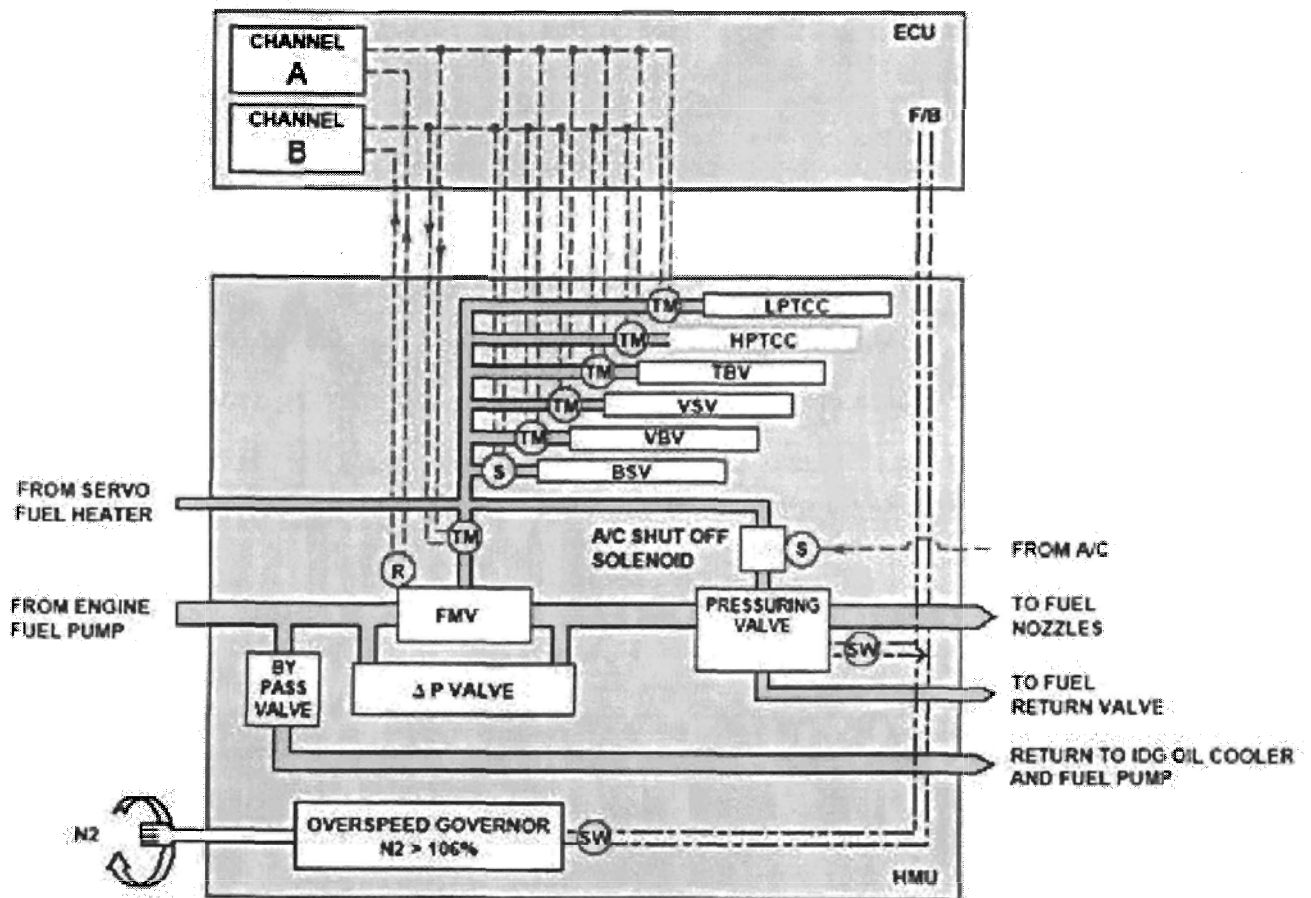 ECU
CHANNEL
A
CHANNEL
B
F/B
TM
LPTCC
TM
HPTCC
TM
TBV
TM
VSV
TM
VBV
S
BSV
FROM SERVO
FUEL HEATER
TM
A/C SHUT OFF
SOLENOID
S
FROM A/C
R
FROM ENGINE
FUEL PUMP
FMV
PRESSURING
VALVE
TO FUEL
NOZZLES
SW
BY
PASS
VALVE
Δ P VALVE
TO FUEL
RETURN VALVE
RETURN TO IDG OIL COOLER
AND FUEL PUMP
N2
OVERSPEED GOVERNOR
N2 > 106%
SW
HMU